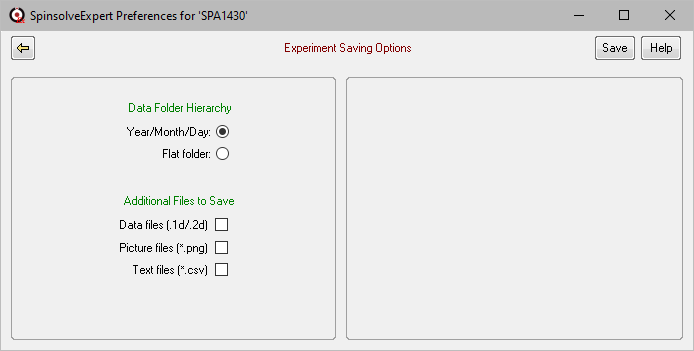 SpinsolveExpert Preferences for 'SPA1430'
Experiment Saving Options
Save
Help
Data Folder Hierarchy
Year/Month/Day:
Flat folder:
Additional Files to Save
Data files (.1d/.2d)
Picture files (*.png)
Text files (*.csv)